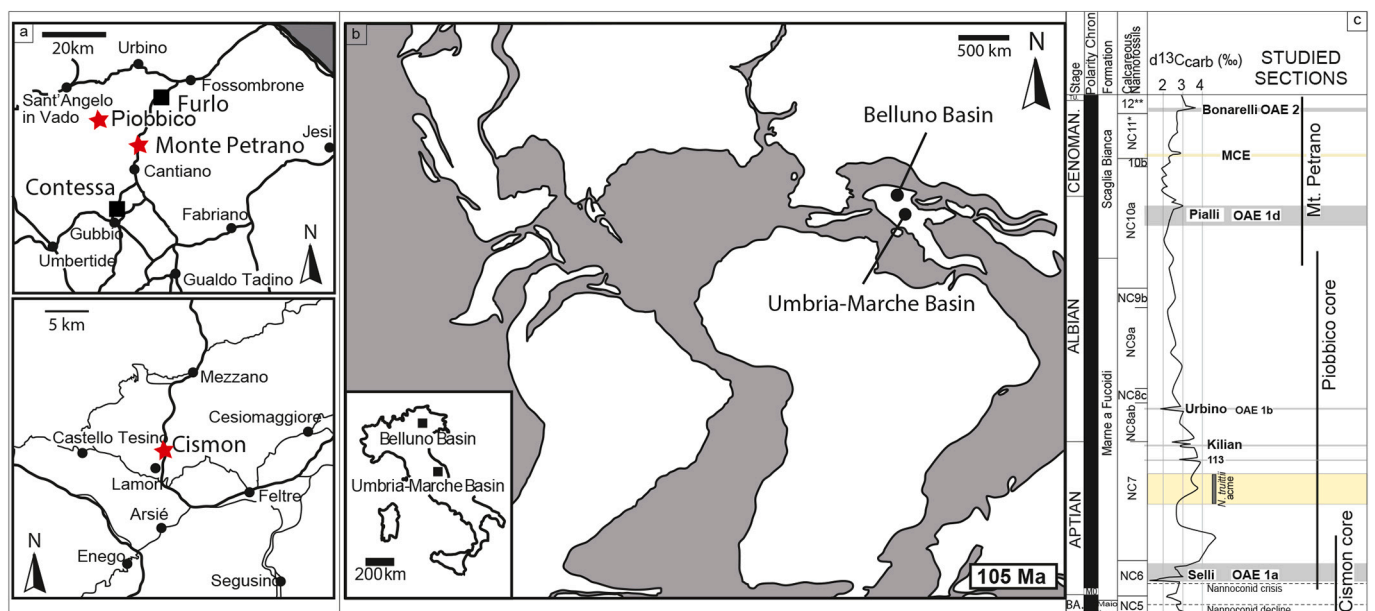 a
20km
Urbino
Fossombrone
Sant'Angelo
in Vado
Furlo
Piobbico
Jesi
Monte Petrano
Cantiano
Contessa
Fabriano
Gubbio
Umbertide
N
Gualdo Tadino
5 km
Mezzano
Cesiomaggiore
Castello Tesino
Cismon
Lamon
Feltre
Arsié
N
Enego
Segusino
b
500 km
N
Belluno Basin
Umbria-Marche Basin
Belluno Basin
Umbria-Marche Basin
200km
105 Ma
c
Stage
Polarity Chron
Formation
Calcareous
Nannofossils
d13Ccarb (‰)
2 3 4
STUDIED
SECTIONS
CENOMAN.
ALBIAN
APTIAN
BA.
M0
Scaglia Bianca
Marne a Fucoidi
Maio
12**
NC11*
10b
NC10a
NC9b
NC9a
NC8c
NC8ab
NC7
NC6
NC5
Bonarelli OAE 2
MCE
Pialli OAE 1d
Urbino OAE 1b
Kilian
113
N. truittii
acme
Selli OAE 1a
Nannoconid crisis
Nannoconid decline
Mt. Petrano
Piobbico core
Cismon core